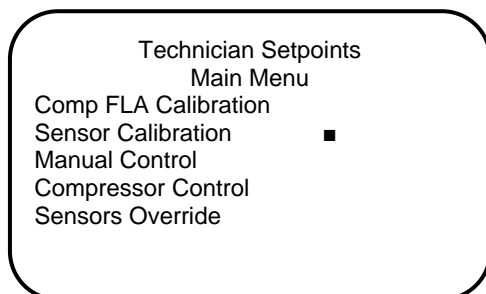 Technician Setpoints
Main Menu
Comp FLA Calibration
Sensor Calibration ■
Manual Control
Compressor Control
Sensors Override